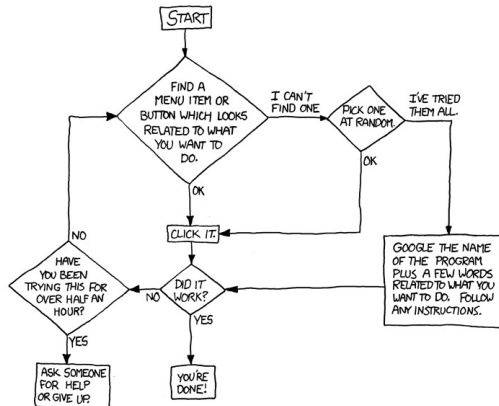 START
FIND A
MENU ITEM OR
BUTTON WHICH LOOKS
RELATED TO WHAT
YOU WANT TO
DO.
I CAN'T
FIND ONE
PICK ONE
AT RANDOM.
I'VE TRIED
THEM ALL.
OK
OK
CLICK IT.
NO
HAVE
YOU BEEN
TRYING THIS FOR
OVER HALF AN
HOUR?
NO
DID IT
WORK?
GOOGLE THE NAME
OF THE PROGRAM
PLUS A FEW WORDS
RELATED TO WHAT YOU
WANT TO DO. FOLLOW
ANY INSTRUCTIONS.
YES
YES
ASK SOMEONE
FOR HELP
OR GIVE UP.
YOU'RE
DONE!